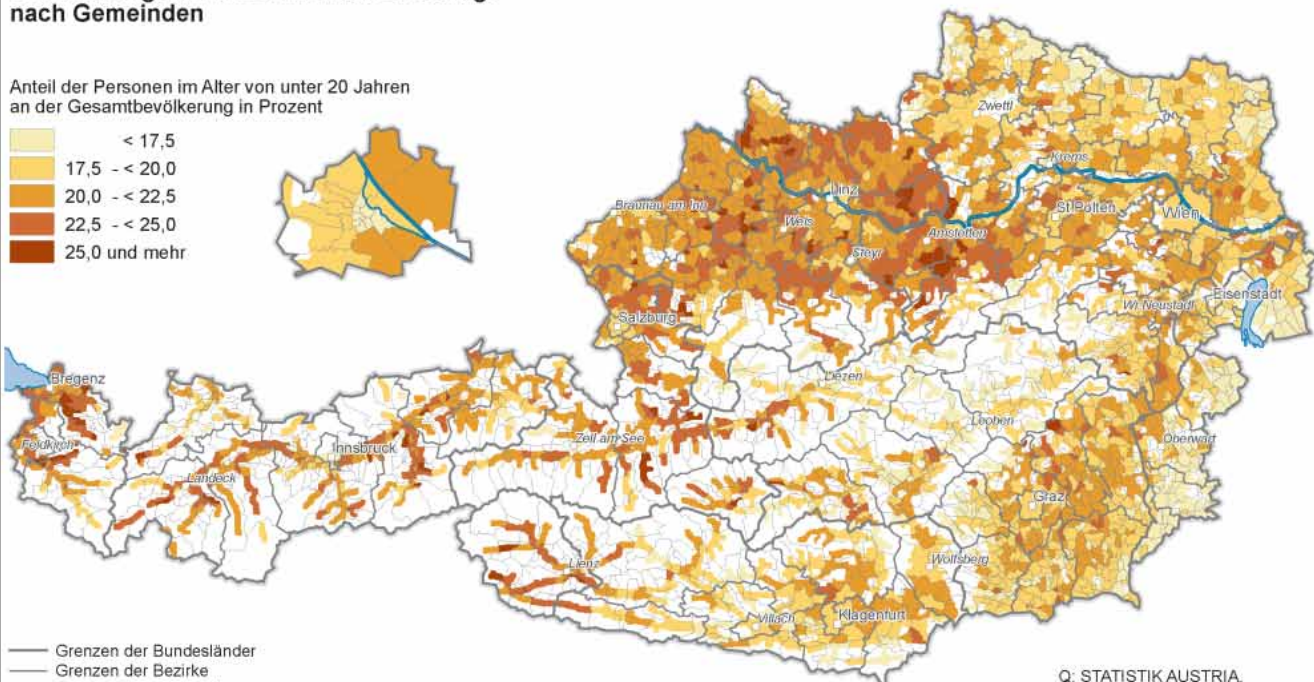 nach Gemeinden
Anteil der Personen im Alter von unter 20 Jahren
an der Gesamtbevölkerung in Prozent
< 17,5
17,5 - < 20,0
20,0 - < 22,5
22,5 - < 25,0
25,0 und mehr
Zwettl
Krems
Linz
Braunau am Inn
Wels
St.Pölten
Wien
Amstetten
Steyr
Eisenstadt
Wr.Neustadt
Salzburg
Bregenz
Liezen
Leoben
Feldkirch
Innsbruck
Zell am See
Oberwart
Landeck
Graz
Lienz
Wolfsberg
Villach
Klagenfurt
Grenzen der Bundesländer
Grenzen der Bezirke
Q: STATISTIK AUSTRIA.